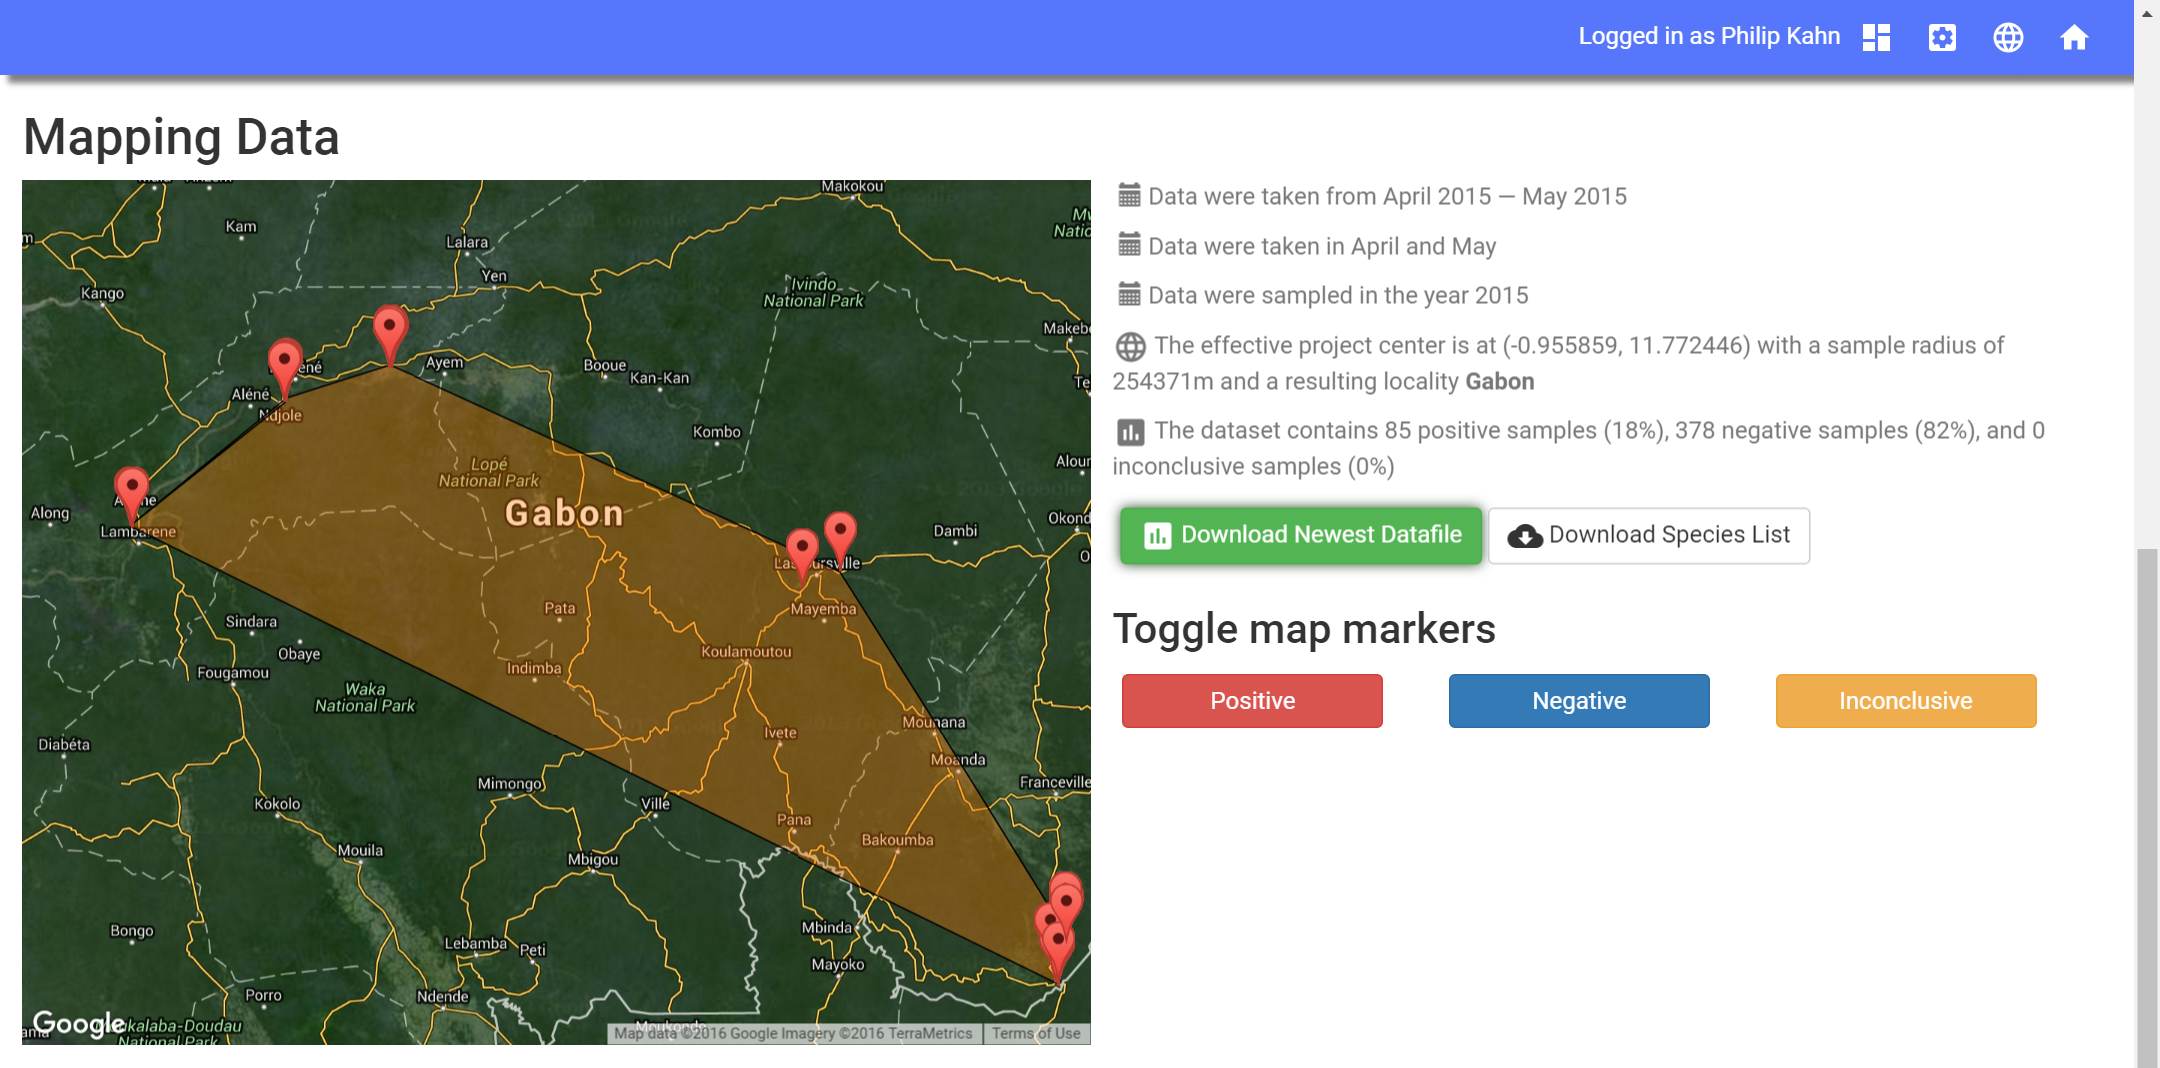 Logged in as Philip Kahn
Mapping Data
Makokou
Kam
Lalara
Yen
Kango
Ivindo
National Park
Makebe
Ayem
Booue
Kan-Kan
Aléné
Ndjole
Kombo
Lopé
National Park
Gabon
Along
Lambarene
Dambi
Okond
Lastoursville
Mayemba
Pata
Sindara
Obaye
Koulamoutou
Indimba
Fougamou
Waka
National Park
Mounana
Ivete
Diabéta
Moanda
Mimongo
Franceville
Kokolo
Ville
Pana
Bakoumba
Mouila
Mbigou
Bongo
Mbinda
Lebamba
Peti
Mayoko
Porro
Ndende
Google
Moukalaba-Doudou
National Park
Map data ©2016 Google Imagery ©2016 TerraMetrics
Terms of Use
Data were taken from April 2015 — May 2015
Data were taken in April and May
Data were sampled in the year 2015
The effective project center is at (-0.955859, 11.772446) with a sample radius of
254371m and a resulting locality Gabon
The dataset contains 85 positive samples (18%), 378 negative samples (82%), and 0
inconclusive samples (0%)
Download Newest Datafile
Download Species List
Toggle map markers
Positive
Negative
Inconclusive